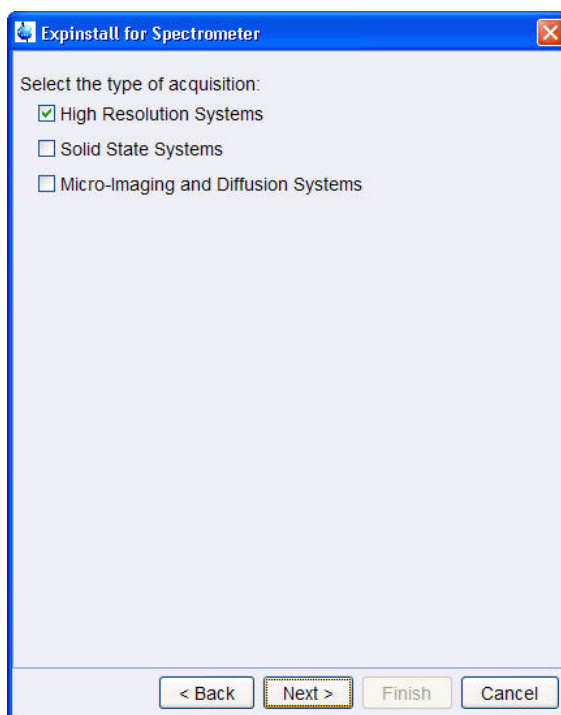 Expinstall for Spectrometer
Select the type of acquisition:
High Resolution Systems
Solid State Systems
Micro-Imaging and Diffusion Systems
< Back Next > Finish Cancel